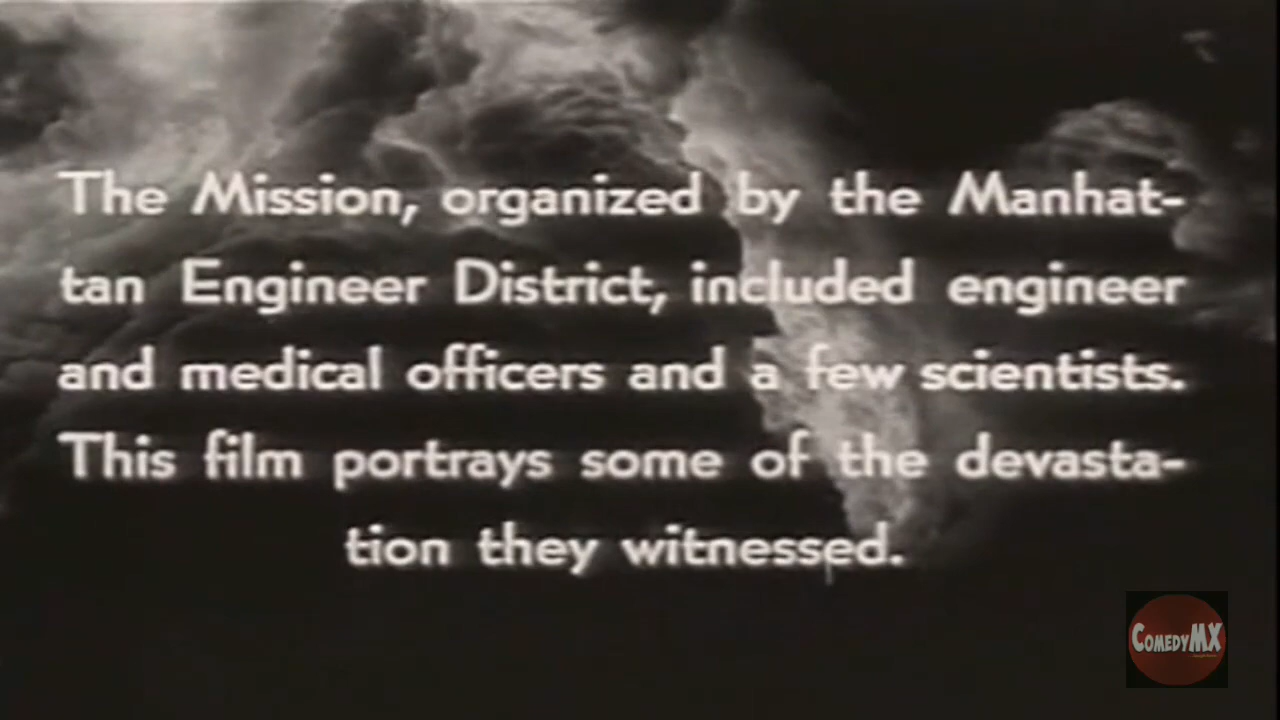 The Mission, organized by the Manhat-
tan Engineer District, included engineer
and medical officers and a few scientists.
This film portrays some of the devasta-
tion they witnessed.
COMEDYMX